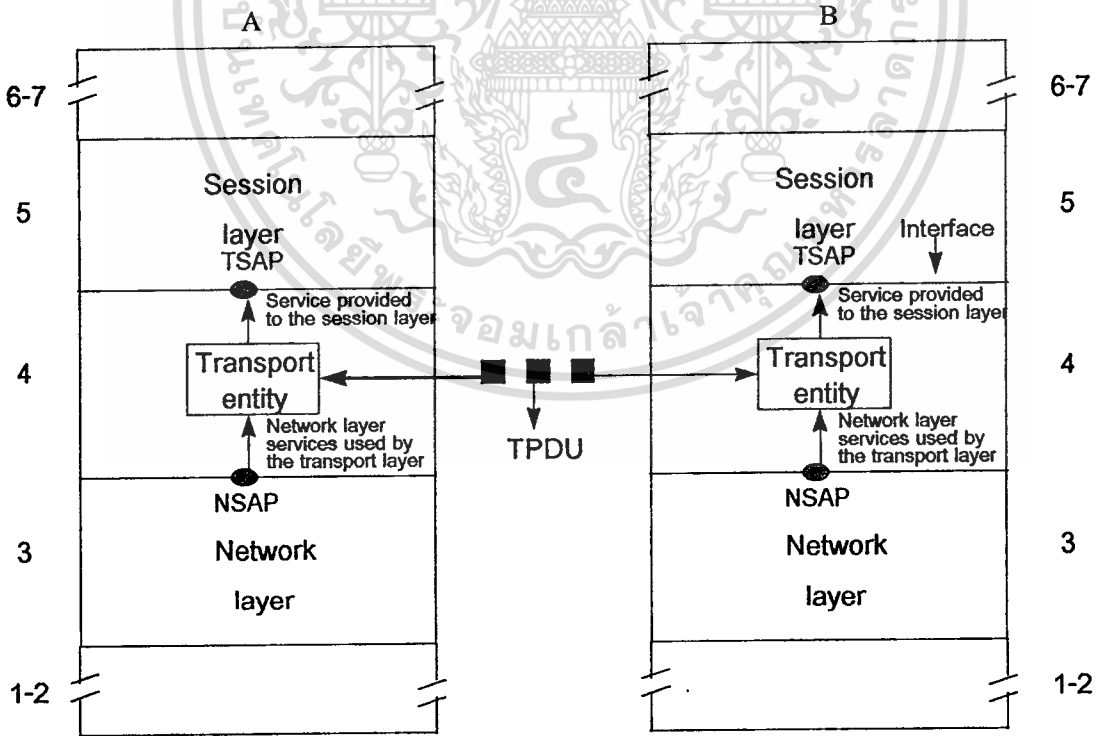 A
B
6-7
6-7
5
Session
layer
TSAP
Session
layer
TSAP
Interface
5
Service provided
to the session layer
Service provided
to the session layer
4
Transport
entity
TPDU
Transport
entity
4
Network layer
services used by
the transport layer
Network layer
services used by
the transport layer
NSAP
NSAP
3
Network
layer
Network
layer
3
1-2
1-2